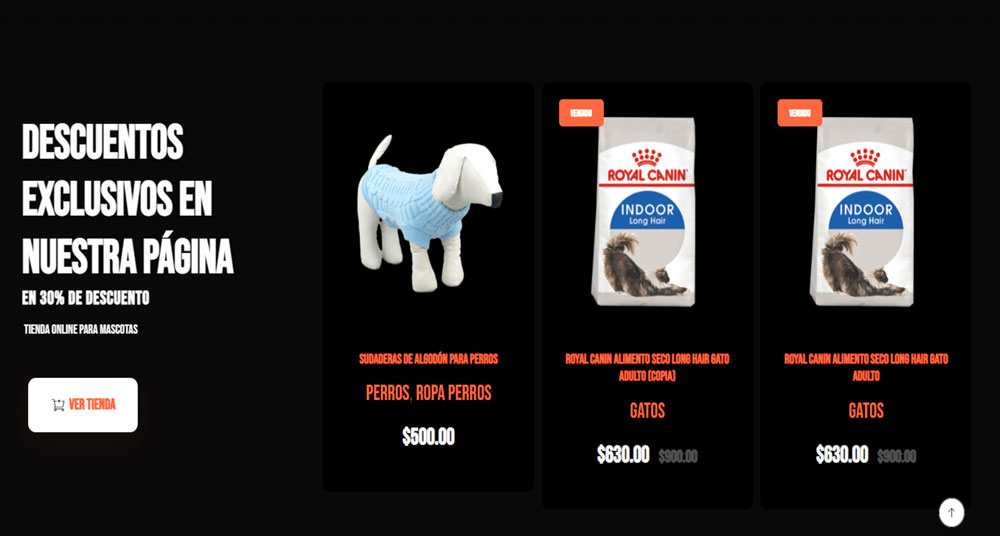 DESCUENTOS
EXCLUSIVOS EN
NUESTRA PÁGINA
EN 30% DE DESCUENTO
TIENDA ONLINE PARA MASCOTAS
VER TIENDA
SUDADERAS DE ALGODÓN PARA PERROS
PERROS, ROPA PERROS
$500.00
VENDIDO
ROYAL CANIN
INDOOR
Long Hair
ROYAL CANIN ALIMENTO SECO LONG HAIR GATO
ADULTO (COPIA)
GATOS
$630.00 $900.00
VENDIDO
ROYAL CANIN
INDOOR
Long Hair
ROYAL CANIN ALIMENTO SECO LONG HAIR GATO
ADULTO
GATOS
$630.00 $900.00